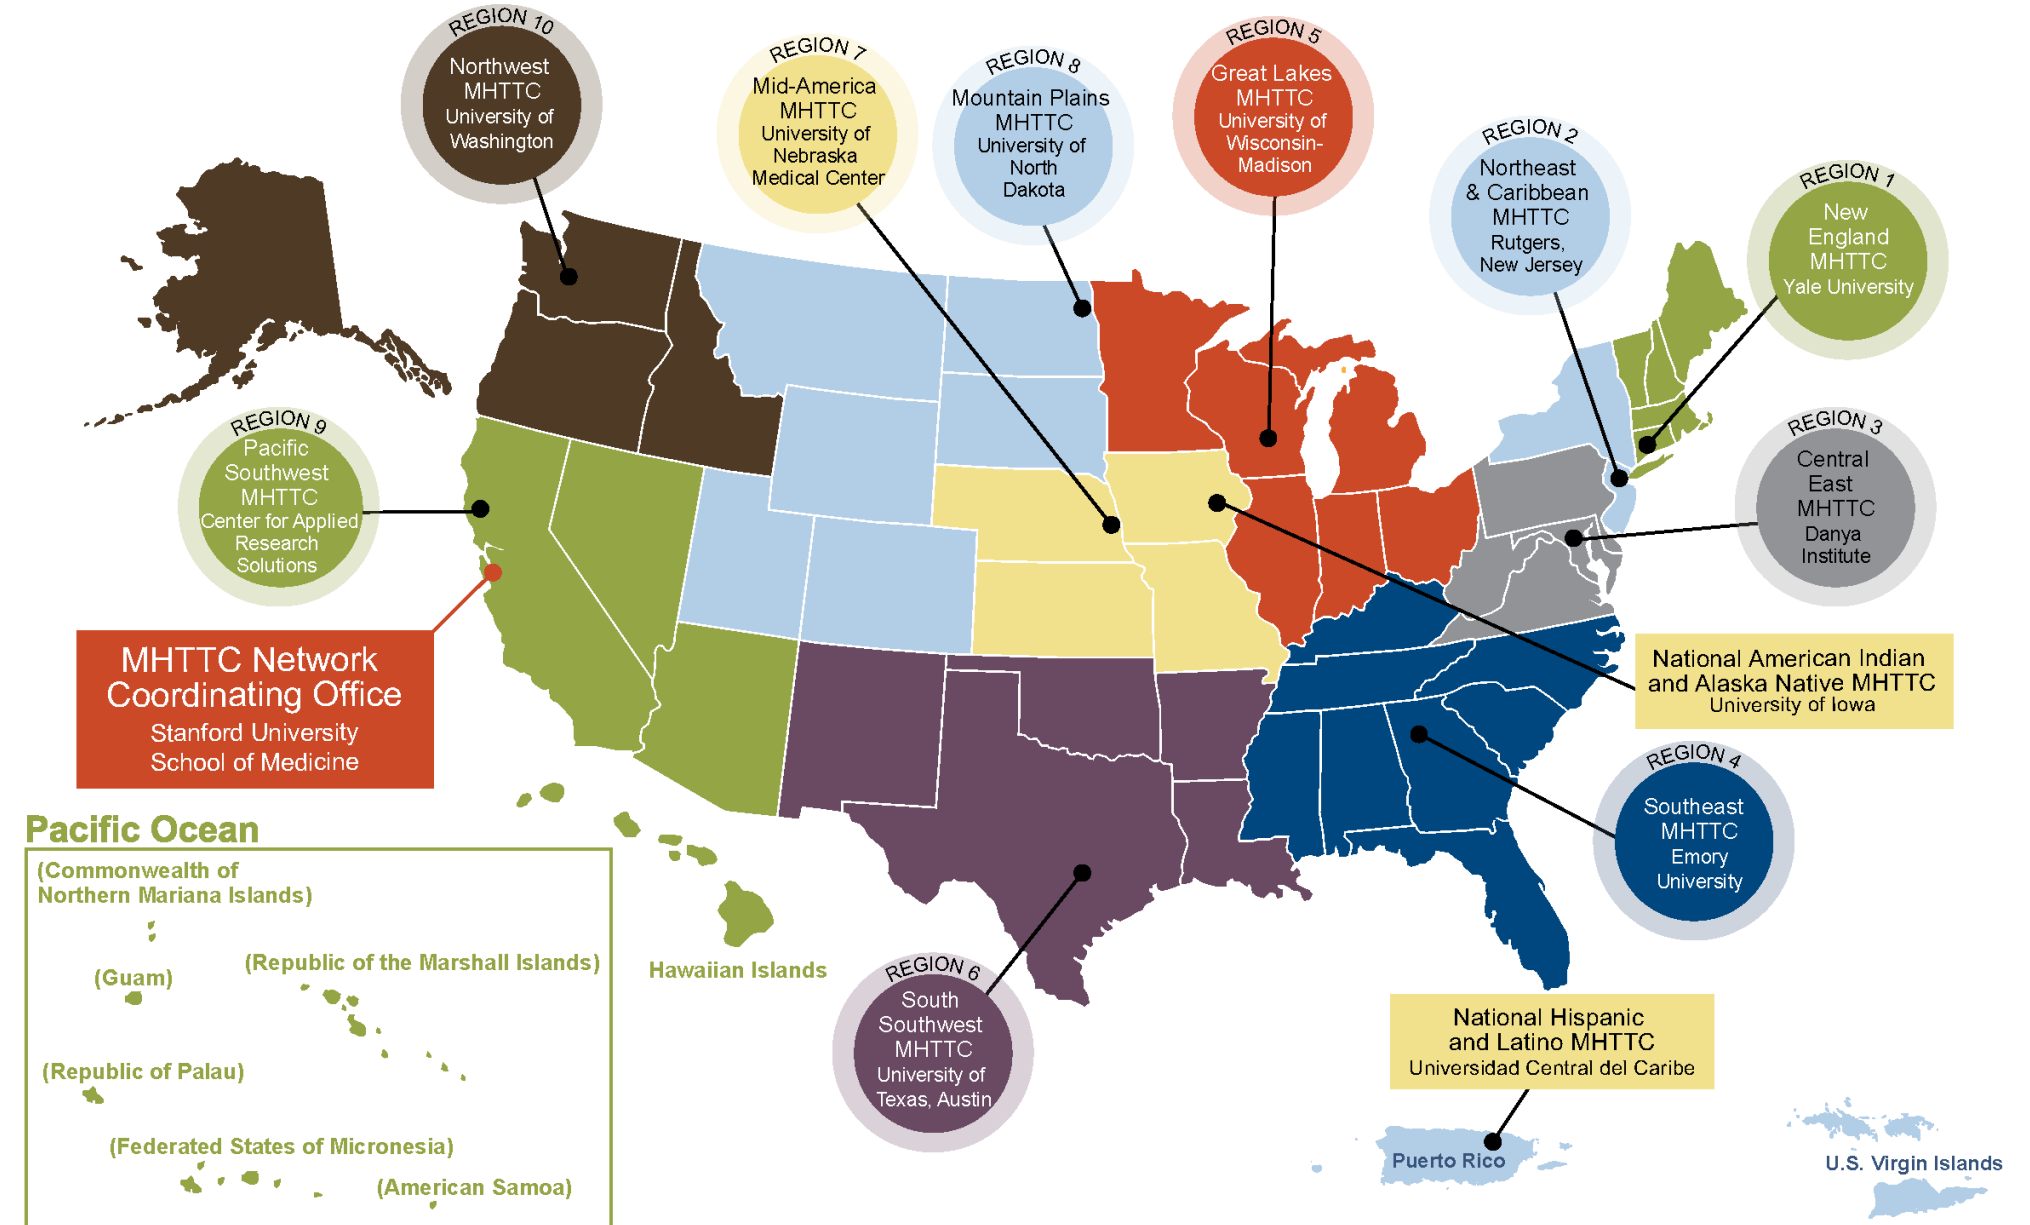 REGION 10
Northwest
MHTTC
University of
Washington
REGION 7
Mid-America
MHTTC
University of
Nebraska
Medical Center
REGION 8
Mountain Plains
MHTTC
University of
North
Dakota
REGION 5
Great Lakes
MHTTC
University of
Wisconsin-
Madison
REGION 2
Northeast
& Caribbean
MHTTC
Rutgers,
New Jersey
REGION 1
New
England
MHTTC
Yale University
REGION 9
Pacific
Southwest
MHTTC
Center for Applied
Research
Solutions
REGION 3
Central
East
MHTTC
Danya
Institute
MHTTC Network
Coordinating Office
Stanford University
School of Medicine
National American Indian
and Alaska Native MHTTC
University of Iowa
REGION 4
Southeast
MHTTC
Emory
University
Pacific Ocean
(Commonwealth of
Northern Mariana Islands)
(Guam)
(Republic of the Marshall Islands)
(Republic of Palau)
(Federated States of Micronesia)
(American Samoa)
Hawaiian Islands
REGION 6
South
Southwest
MHTTC
University of
Texas, Austin
National Hispanic
and Latino MHTTC
Universidad Central del Caribe
Puerto Rico
U.S. Virgin Islands